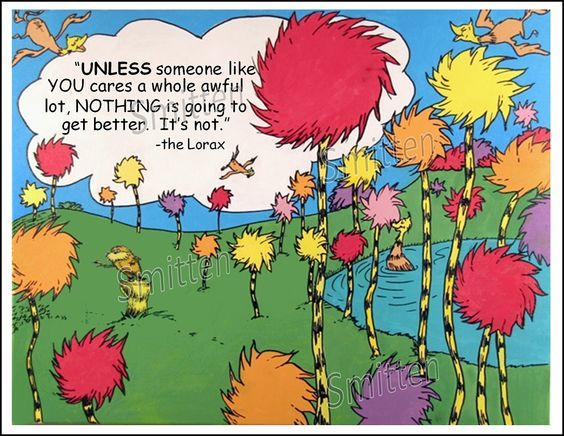 “UNLESS someone like
YOU cares a whole awful
lot, NOTHING is going to
get better. It’s not.”
-the Lorax
Smitten
Smitten
Smitten
Smitten